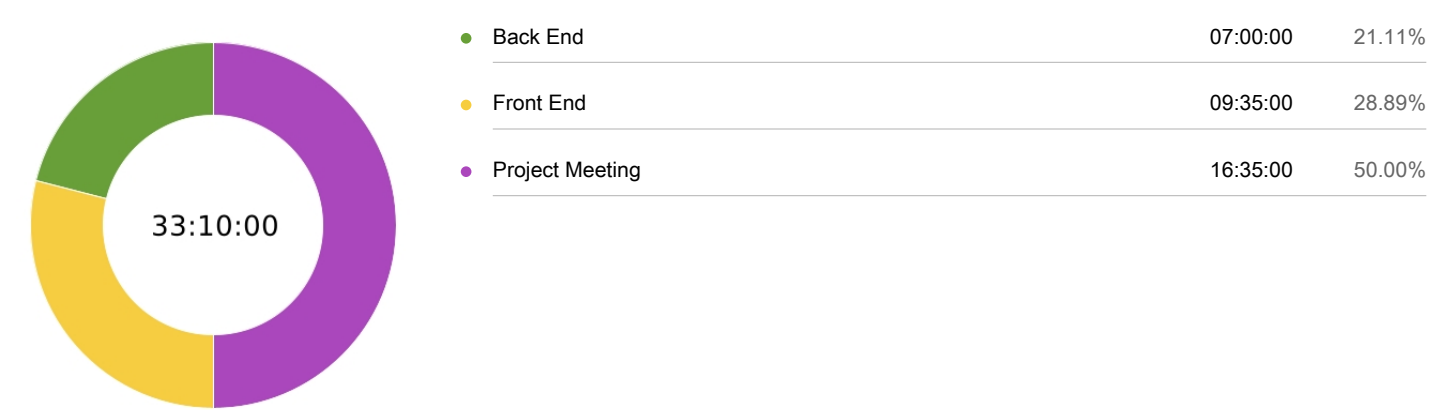 Back End 07:00:00 21.11%
Front End 09:35:00 28.89%
Project Meeting 16:35:00 50.00%
33:10:00